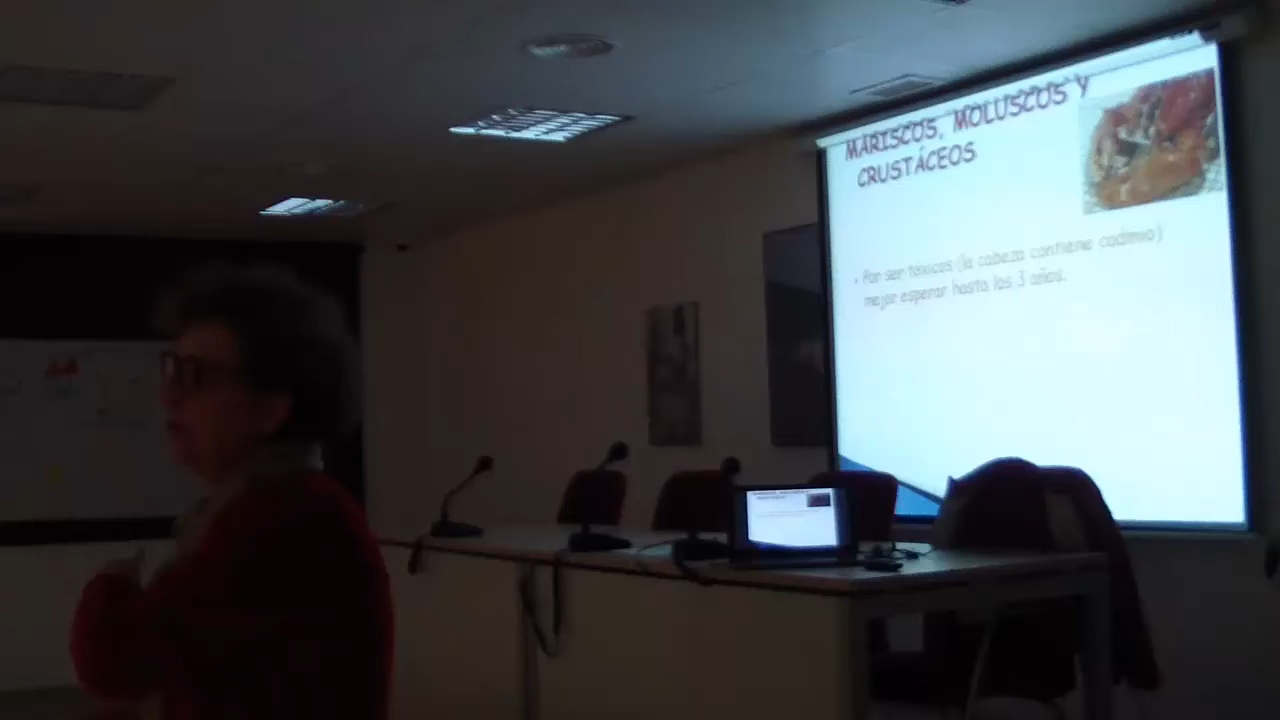 MARISCOS, MOLUSCOS Y
CRUSTÁCEOS
• Por ser tóxicos (la cabeza contiene cadmio)
mejor esperar hasta los 3 años.